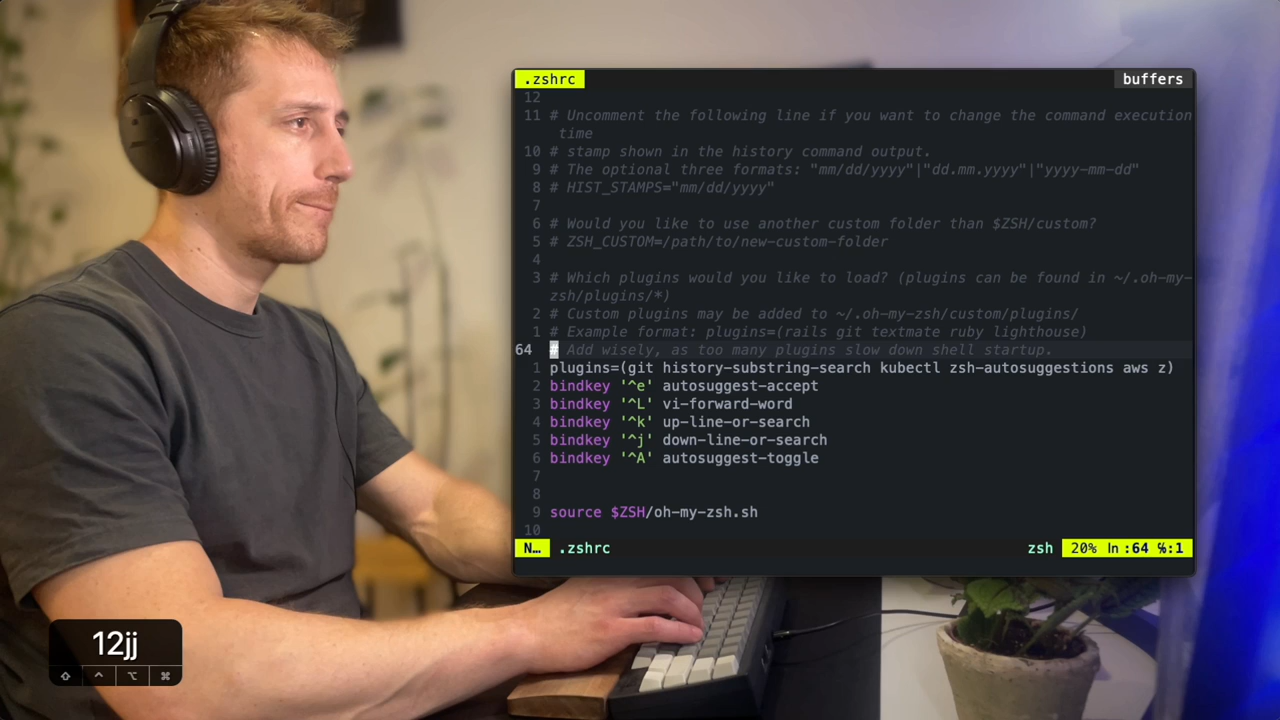 .zshrc buffers
12
11 # Uncomment the following line if you want to change the command execution
time
10 # stamp shown in the history command output.
9 # The optional three formats: "mm/dd/yyyy"|"dd.mm.yyyy"|"yyyy-mm-dd"
8 # HIST_STAMPS="mm/dd/yyyy"
7
6 # Would you like to use another custom folder than $ZSH/custom?
5 # ZSH_CUSTOM=/path/to/new-custom-folder
4
3 # Which plugins would you like to load? (plugins can be found in ~/.oh-my-
zsh/plugins/*)
2 # Custom plugins may be added to ~/.oh-my-zsh/custom/plugins/
1 # Example format: plugins=(rails git textmate ruby lighthouse)
64 # Add wisely, as too many plugins slow down shell startup.
1 plugins=(git history-substring-search kubectl zsh-autosuggestions aws z)
2 bindkey '^e' autosuggest-accept
3 bindkey '^L' vi-forward-word
4 bindkey '^k' up-line-or-search
5 bindkey '^j' down-line-or-search
6 bindkey '^A' autosuggest-toggle
7
8
9 source $ZSH/oh-my-zsh.sh
10
N… .zshrc zsh 20% ln :64 %:1
12jj
⇧ ^ ⌥ ⌘